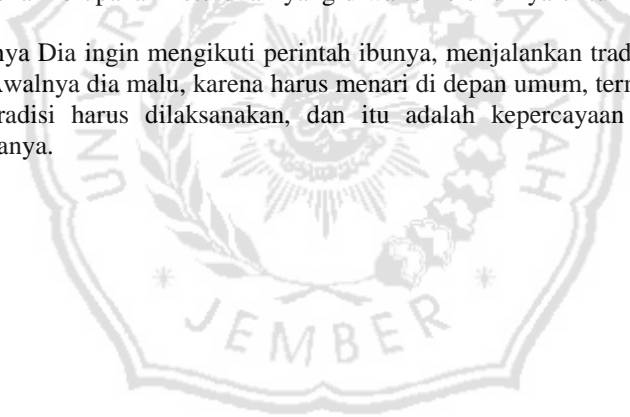 yang
nya Dia ingin mengikuti perintah ibunya, menjalankan trad
Awalnya dia malu, karena harus menari di depan umum, tern
radisi harus dilaksanakan, dan itu adalah kepercayaan
anya.
JEMBER